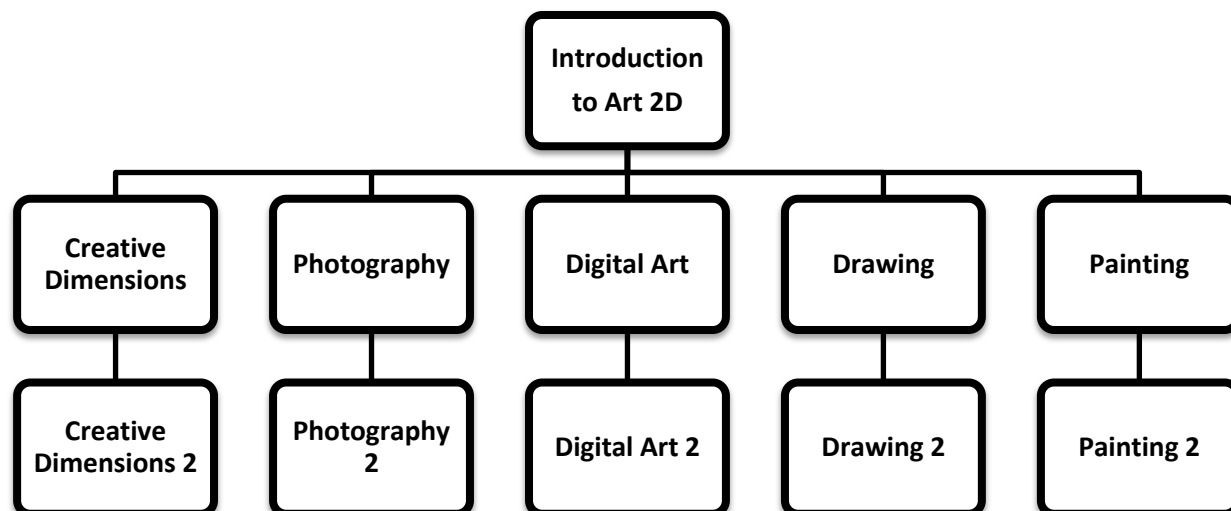 Introduction
to Art 2D
Creative
Dimensions
Photography
Digital Art
Drawing
Painting
Creative
Dimensions 2
Photography
2
Digital Art 2
Drawing 2
Painting 2